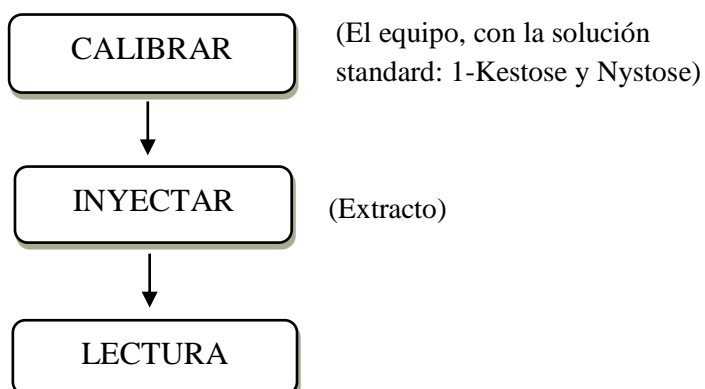 CALIBRAR
(El equipo, con la solución
standard: 1-Kestose y Nystose)
INYECTAR
(Extracto)
LECTURA